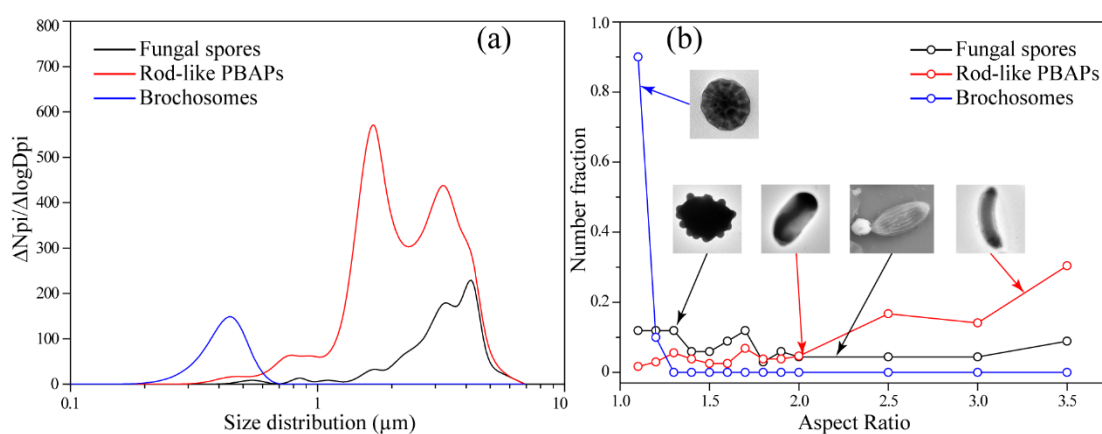 (a)
Fungal spores
Rod-like PBAPs
Brochosomes
ΔNpi/ΔlogDpi
800
700
600
500
400
300
200
100
0
0.1
1
10
Size distribution (μm)
(b)
Fungal spores
Rod-like PBAPs
Brochosomes
Number fraction
1.0
0.8
0.6
0.4
0.2
0.0
1.0
1.5
2.0
2.5
3.0
3.5
Aspect Ratio